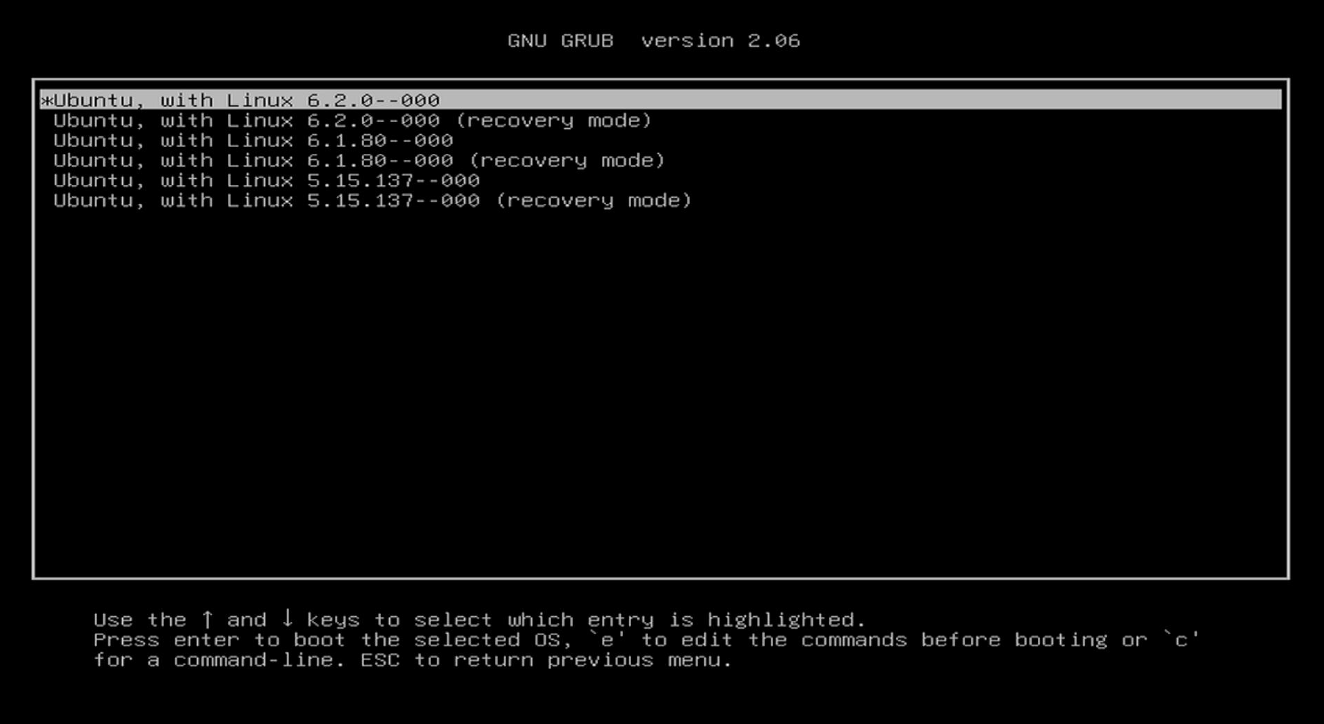 GNU GRUB  version 2.06
*Ubuntu, with Linux 6.2.0--000
Ubuntu, with Linux 6.2.0--000 (recovery mode)
Ubuntu, with Linux 6.1.80--000
Ubuntu, with Linux 6.1.80--000 (recovery mode)
Ubuntu, with Linux 5.15.137--000
Ubuntu, with Linux 5.15.137--000 (recovery mode)
Use the ↑ and ↓ keys to select which entry is highlighted.
Press enter to boot the selected OS, `e' to edit the commands before booting or `c'
for a command-line. ESC to return previous menu.